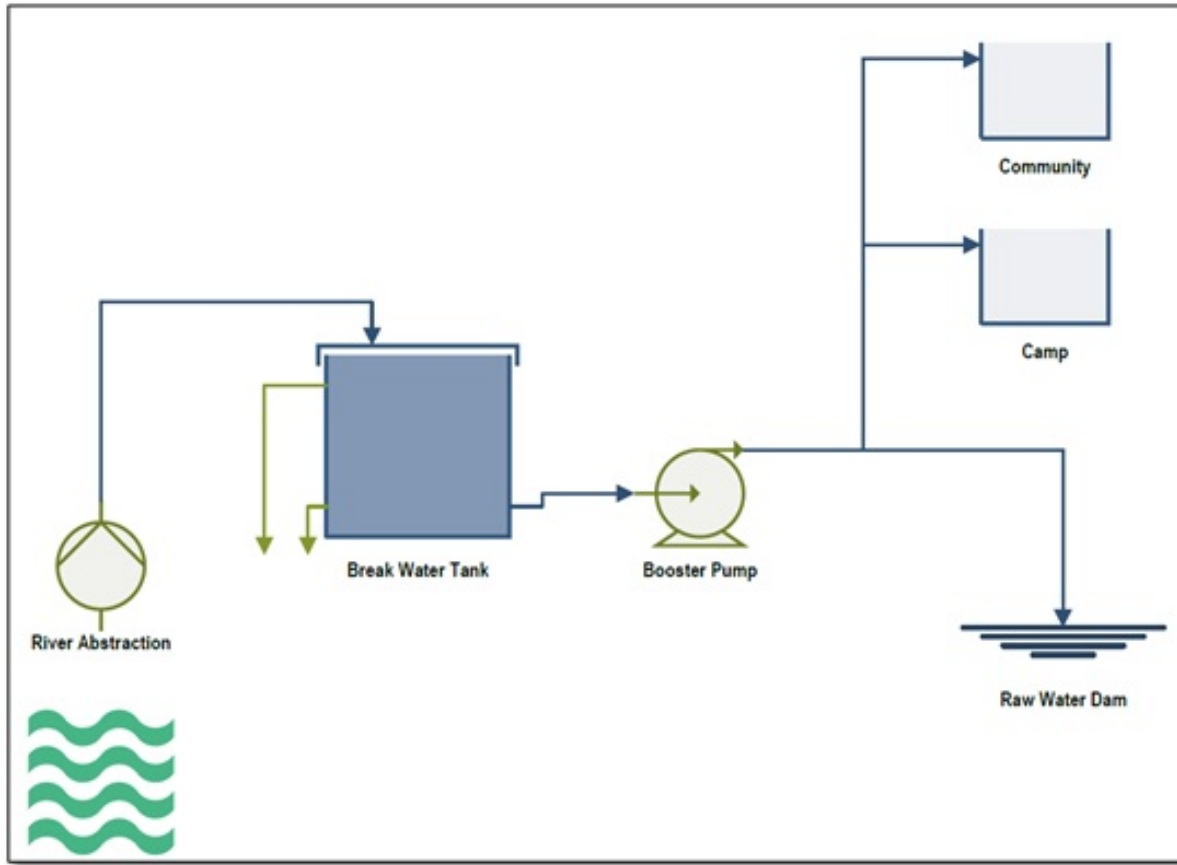 Community
Camp
Break Water Tank
Booster Pump
River Abstraction
Raw Water Dam